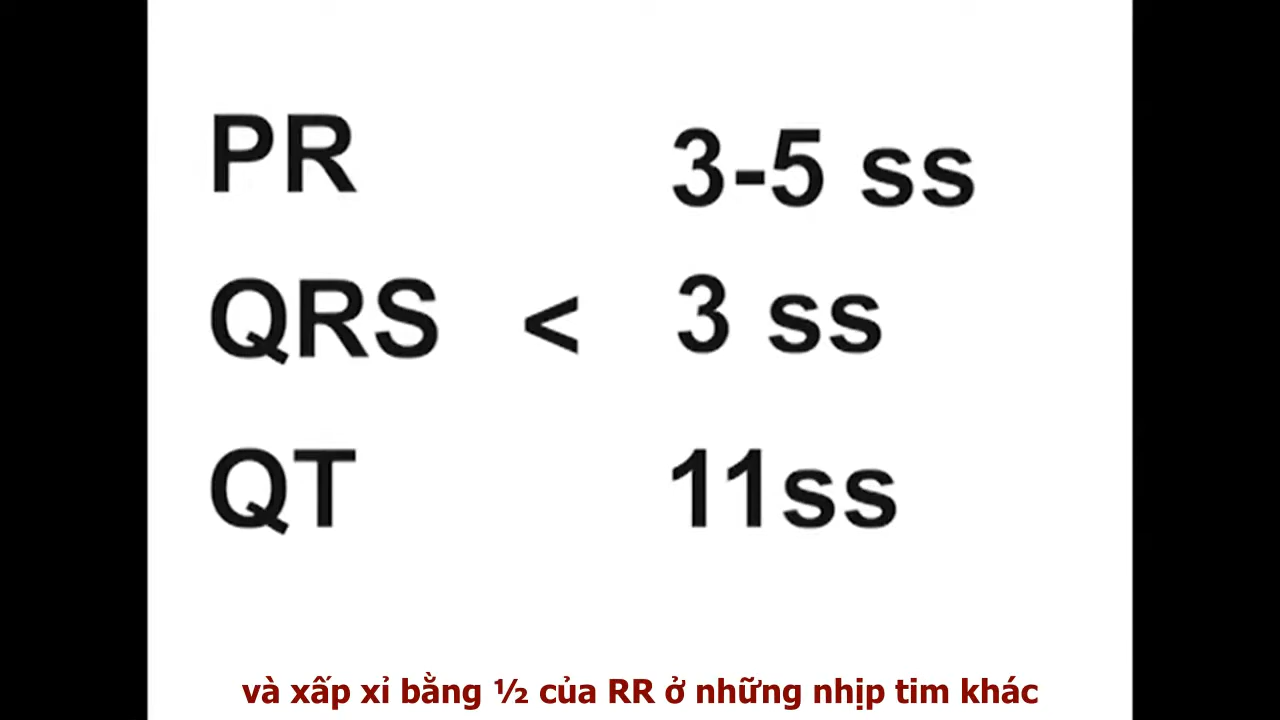 PR 3-5 ss
QRS < 3 ss
QT 11ss
và xấp xỉ bằng ½ của RR ở những nhịp tim khác